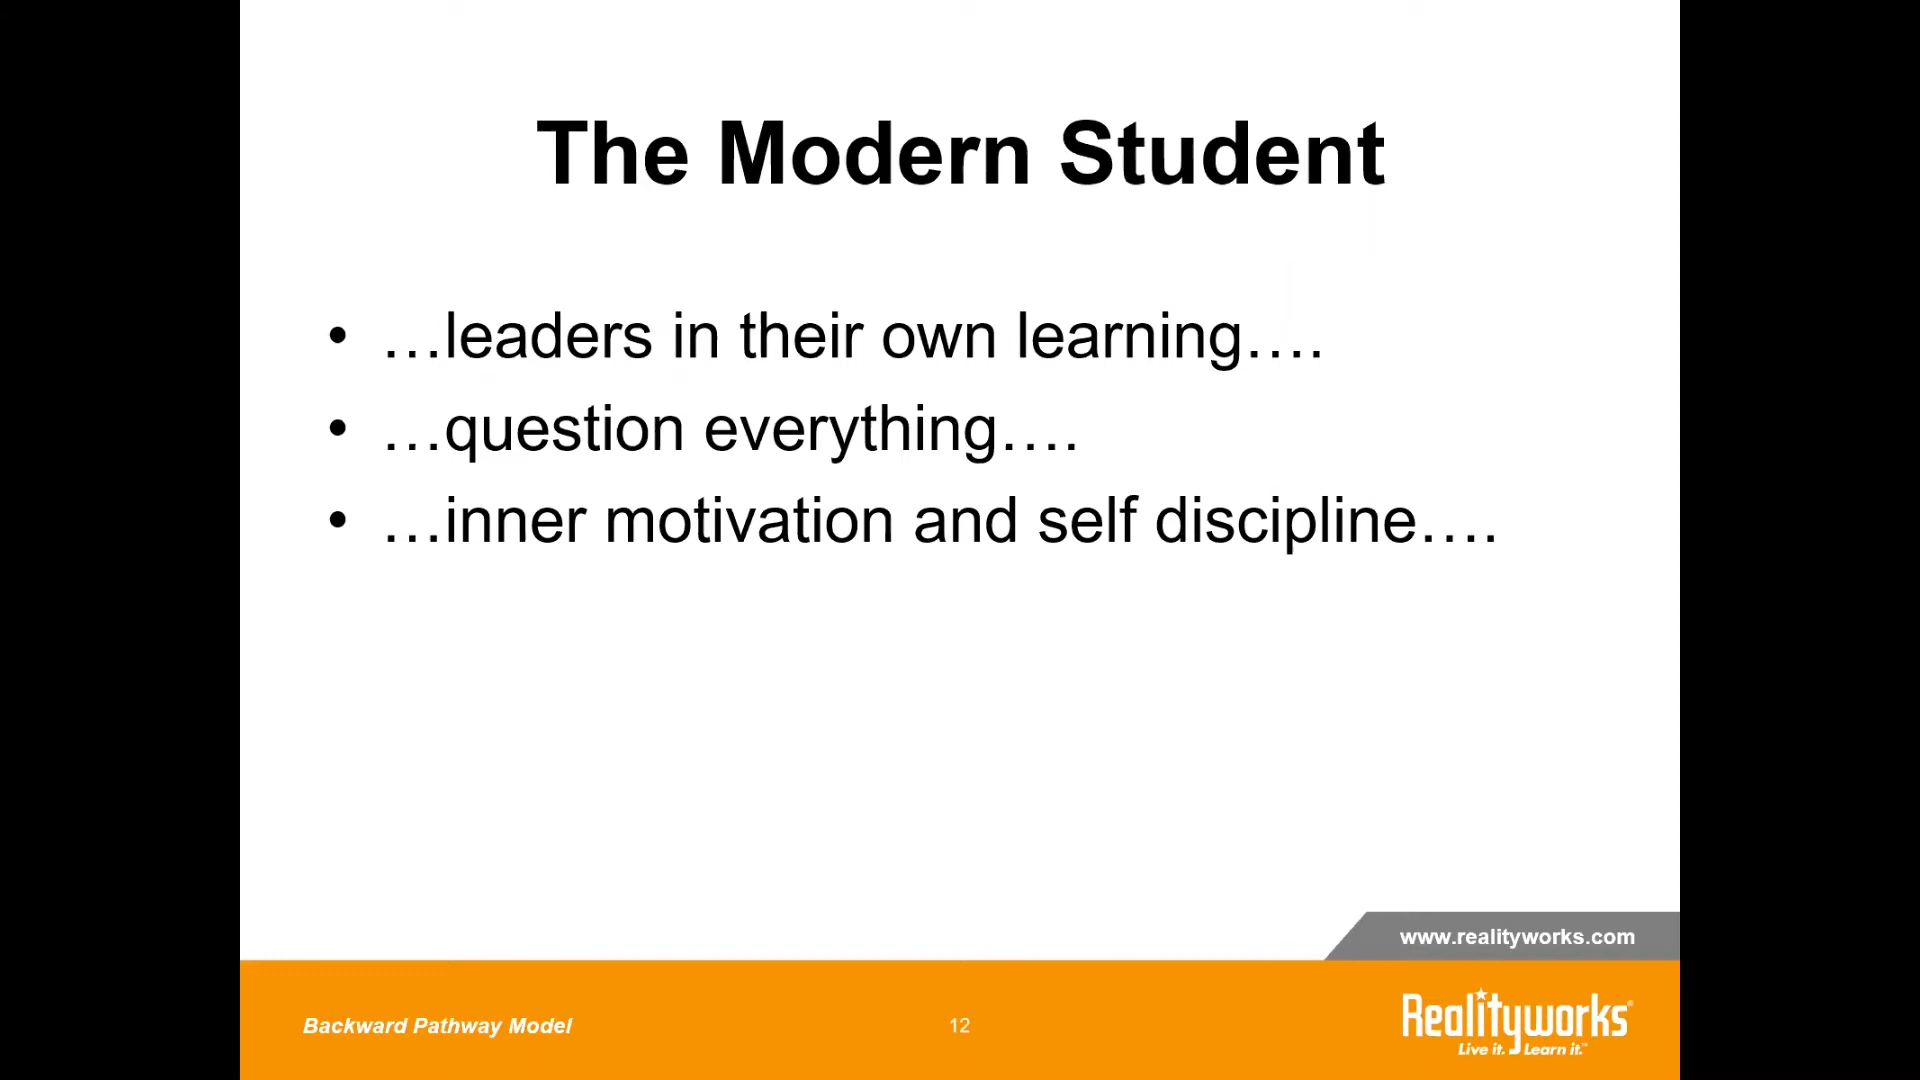 The Modern Student
• …leaders in their own learning….
• …question everything….
• …inner motivation and self discipline….
www.realityworks.com
Backward Pathway Model
12
Realityworks®
Live it. Learn it.™